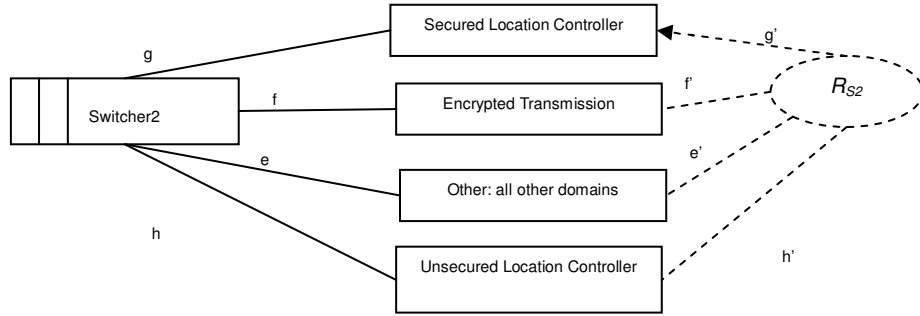 Secured Location Controller
g
g’
Switcher2
f
Encrypted Transmission
f’
R_S2
e
Other: all other domains
e’
h
Unsecured Location Controller
h’